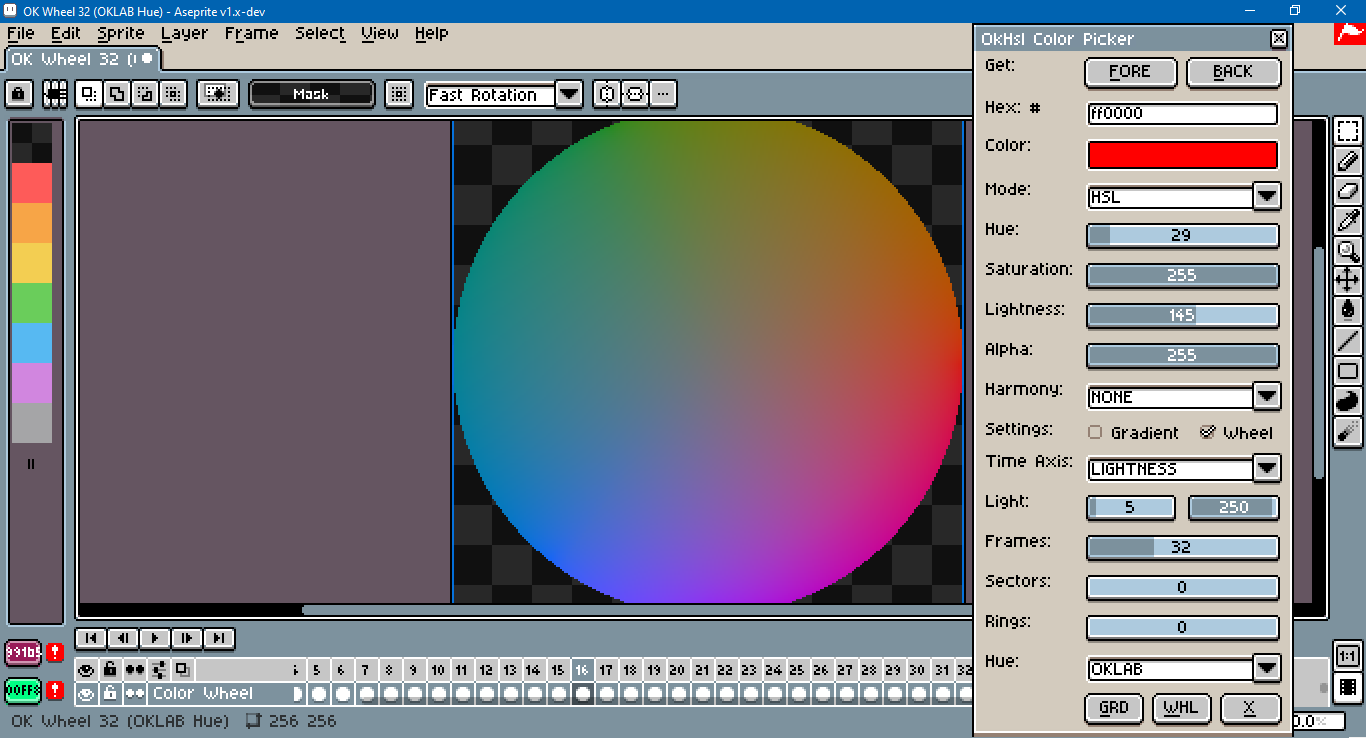 OK Wheel 32 (OKLAB Hue) - Aseprite v1.x-dev
File Edit Sprite Layer Frame Select View Help
OK Wheel 32 (
Mask
Fast Rotation
OkHsl Color Picker
Get: FORE BACK
Hex: # ff0000
Color:
Mode: HSL
Hue: 29
Saturation: 255
Lightness: 145
Alpha: 255
Harmony: NONE
Settings: Gradient Wheel
Time Axis: LIGHTNESS
Light: 5 250
Frames: 32
Sectors: 0
Rings: 0
Hue: OKLAB
GRD WHL X
5 6 7 8 9 10 11 12 13 14 15 16 17 18 19 20 21 22 23 24 25 26 27 28 29 30 31 32
Color Wheel
1:1
OK Wheel 32 (OKLAB Hue) 256 256